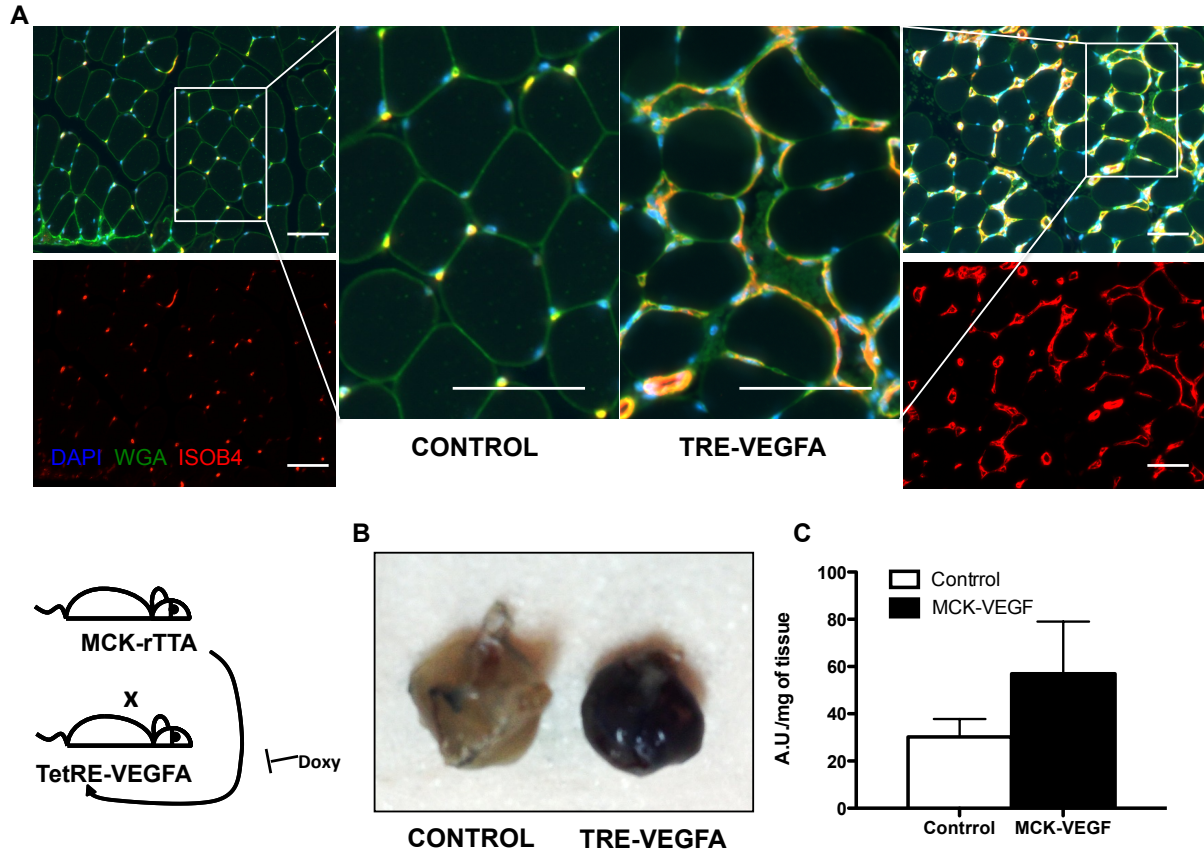 A
DAPI WGA ISOB4
CONTROL
TRE-VEGFA
MCK-rTTA
x
TetRE-VEGFA
Doxy
B
CONTROL
TRE-VEGFA
C
A.U./mg of tissue
100
80
60
40
20
0
Contrrol
MCK-VEGF
Contrrol
MCK-VEGF